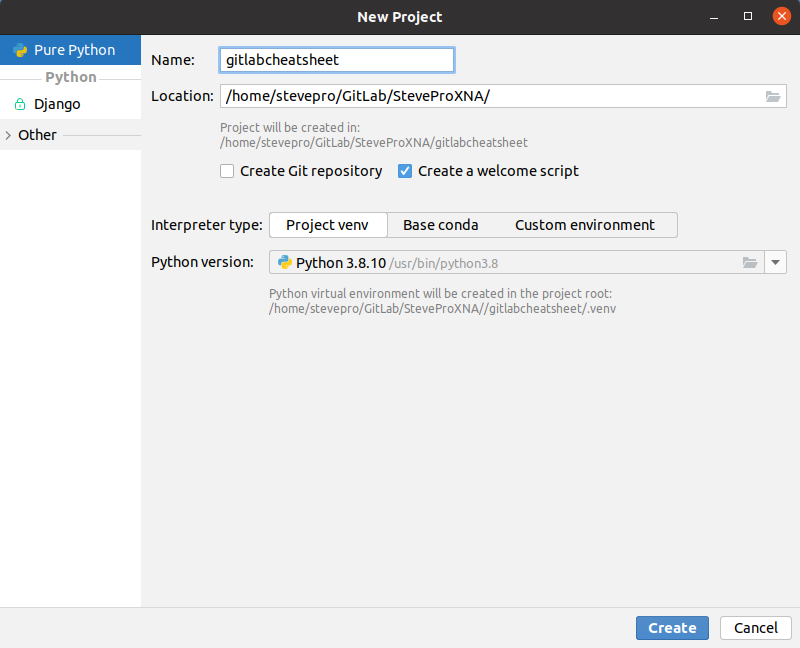 New Project
Pure Python
Python
Django
Other
Name: gitlabcheatsheet
Location: /home/stevepro/GitLab/SteveProXNA/
Project will be created in:
/home/stevepro/GitLab/SteveProXNA/gitlabcheatsheet
Create Git repository Create a welcome script
Interpreter type: Project venv Base conda Custom environment
Python version: Python 3.8.10 /usr/bin/python3.8
Python virtual environment will be created in the project root:
/home/stevepro/GitLab/SteveProXNA//gitlabcheatsheet/.venv
Create Cancel